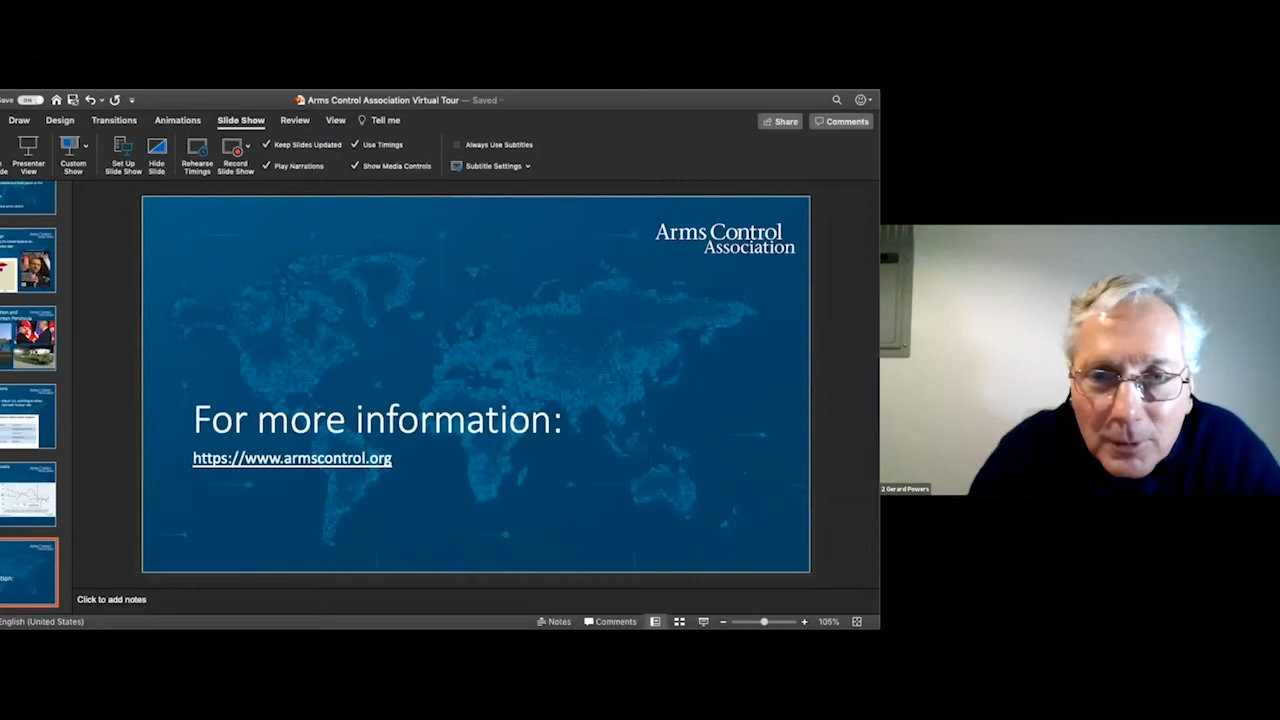 ave ON Arms Control Association Virtual Tour — Saved
Draw Design Transitions Animations Slide Show Review View Tell me Share Comments
Presenter View
Custom Show
Set Up Slide Show
Hide Slide
Rehearse Timings
Record Slide Show
Keep Slides Updated Use Timings Always Use Subtitles
Play Narrations Show Media Controls Subtitle Settings
Arms Control
Association
For more information:
https://www.armscontrol.org
2 Gerard Powers
Click to add notes
English (United States) Notes Comments 105%